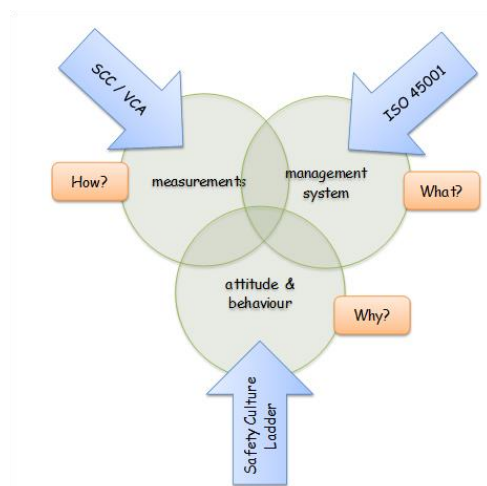 SCC / VCA
ISO 45001
How?
measurements
management
system
What?
attitude &
behaviour
Why?
Safety Culture
Ladder